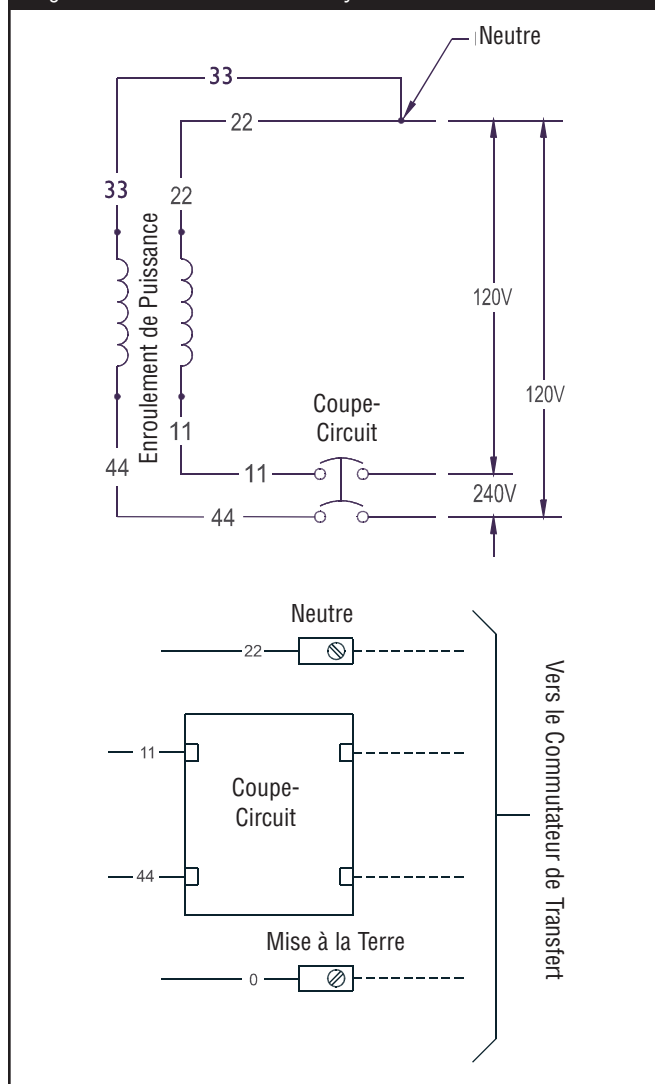 Neutre
33
22
33
22
Enroulement de Puissance
120V
120V
Coupe-
Circuit
11
44
11
240V
44
Neutre
22
11
Coupe-
Circuit
44
Mise à la Terre
0
Vers le Commutateur de Transfert